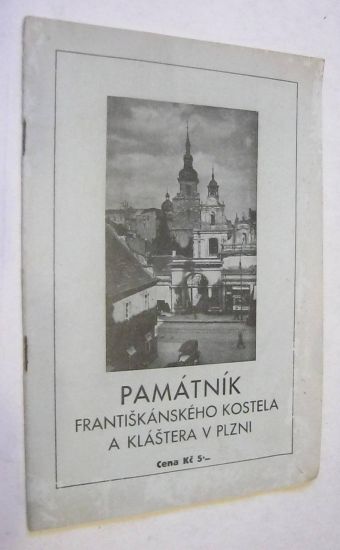 PAMÁTNÍK
FRANTIŠKÁNSKÉHO KOSTELA
A KLÁŠTERA V PLZNI
Cena Kč 5·—